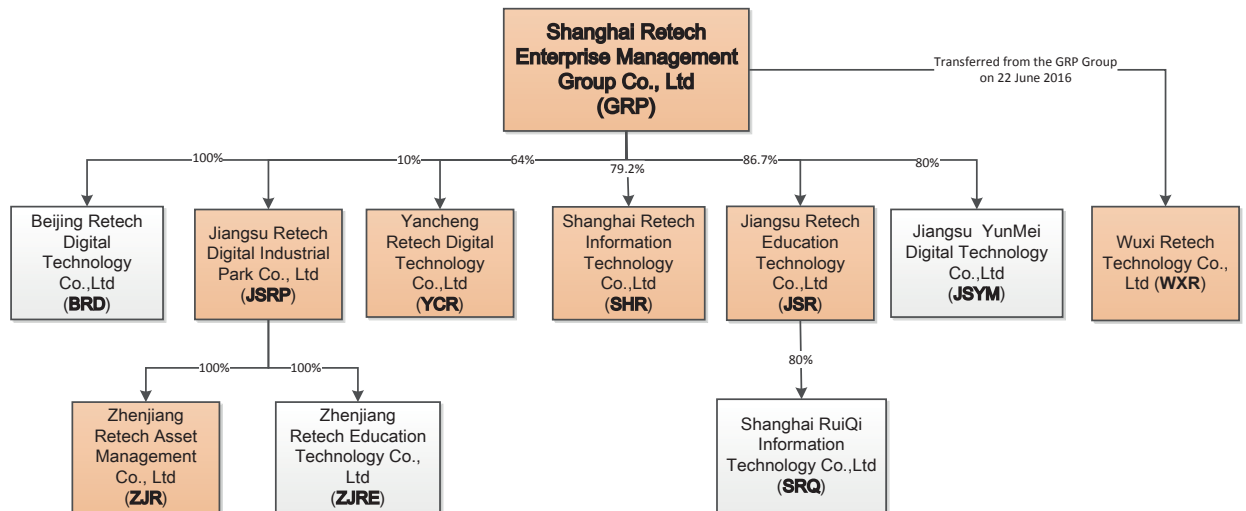 Shanghai Retech
Enterprise Management
Group Co., Ltd
(GRP)
Transferred from the GRP Group
on 22 June 2016
100%
10%
64%
79.2%
86.7%
80%
Beijing Retech
Digital
Technology
Co.,Ltd
(BRD)
Jiangsu Retech
Digital Industrial
Park Co., Ltd
(JSRP)
Yancheng
Retech Digital
Technology
Co.,Ltd
(YCR)
Shanghai Retech
Information
Technology
Co.,Ltd
(SHR)
Jiangsu Retech
Education
Technology
Co.,Ltd
(JSR)
Jiangsu YunMei
Digital Technology
Co.,Ltd
(JSYM)
Wuxi Retech
Technology Co.,
Ltd (WXR)
100%
100%
80%
Zhenjiang
Retech Asset
Management
Co., Ltd
(ZJR)
Zhenjiang
Retech Education
Technology Co.,
Ltd
(ZJRE)
Shanghai RuiQi
Information
Technology Co.,Ltd
(SRQ)